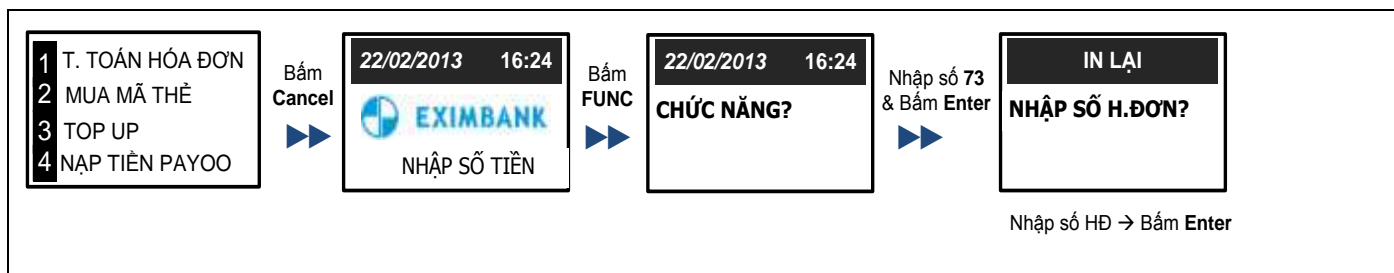 1 T. TOÁN HÓA ĐƠN
2 MUA MÃ THẺ
3 TOP UP
4 NẠP TIỀN PAYOO
Bấm
Cancel
22/02/2013 16:24
EXIMBANK
NHẬP SỐ TIỀN
Bấm
FUNC
22/02/2013 16:24
CHỨC NĂNG?
Nhập số 73
& Bấm Enter
IN LẠI
NHẬP SỐ H.ĐƠN?
Nhập số HĐ → Bấm Enter